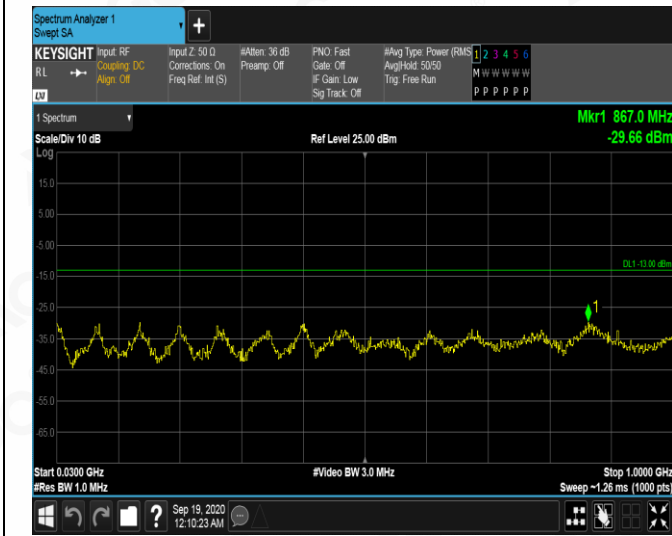 Spectrum Analyzer 1
Swept SA
+
KEYSIGHT
RL
LXI
Input: RF
Coupling: DC
Align: Off
Input Z: 50 Ω
Corrections: On
Freq Ref: Int (S)
#Atten: 36 dB
Preamp: Off
PNO: Fast
Gate: Off
IF Gain: Low
Sig Track: Off
#Avg Type: Power (RMS
Avg|Hold: 50/50
Trig: Free Run
1 2 3 4 5 6
M W W W W W
P P P P P P
1 Spectrum
Scale/Div 10 dB
Ref Level 25.00 dBm
Mkr1 867.0 MHz
-29.66 dBm
Log
15.0
5.00
-5.00
-15.0
-25.0
-35.0
-45.0
-55.0
-65.0
DL1 -13.00 dBm
1
Start 0.0300 GHz
#Res BW 1.0 MHz
#Video BW 3.0 MHz
Stop 1.0000 GHz
Sweep ~1.26 ms (1000 pts)
?
Sep 19, 2020
12:10:23 AM